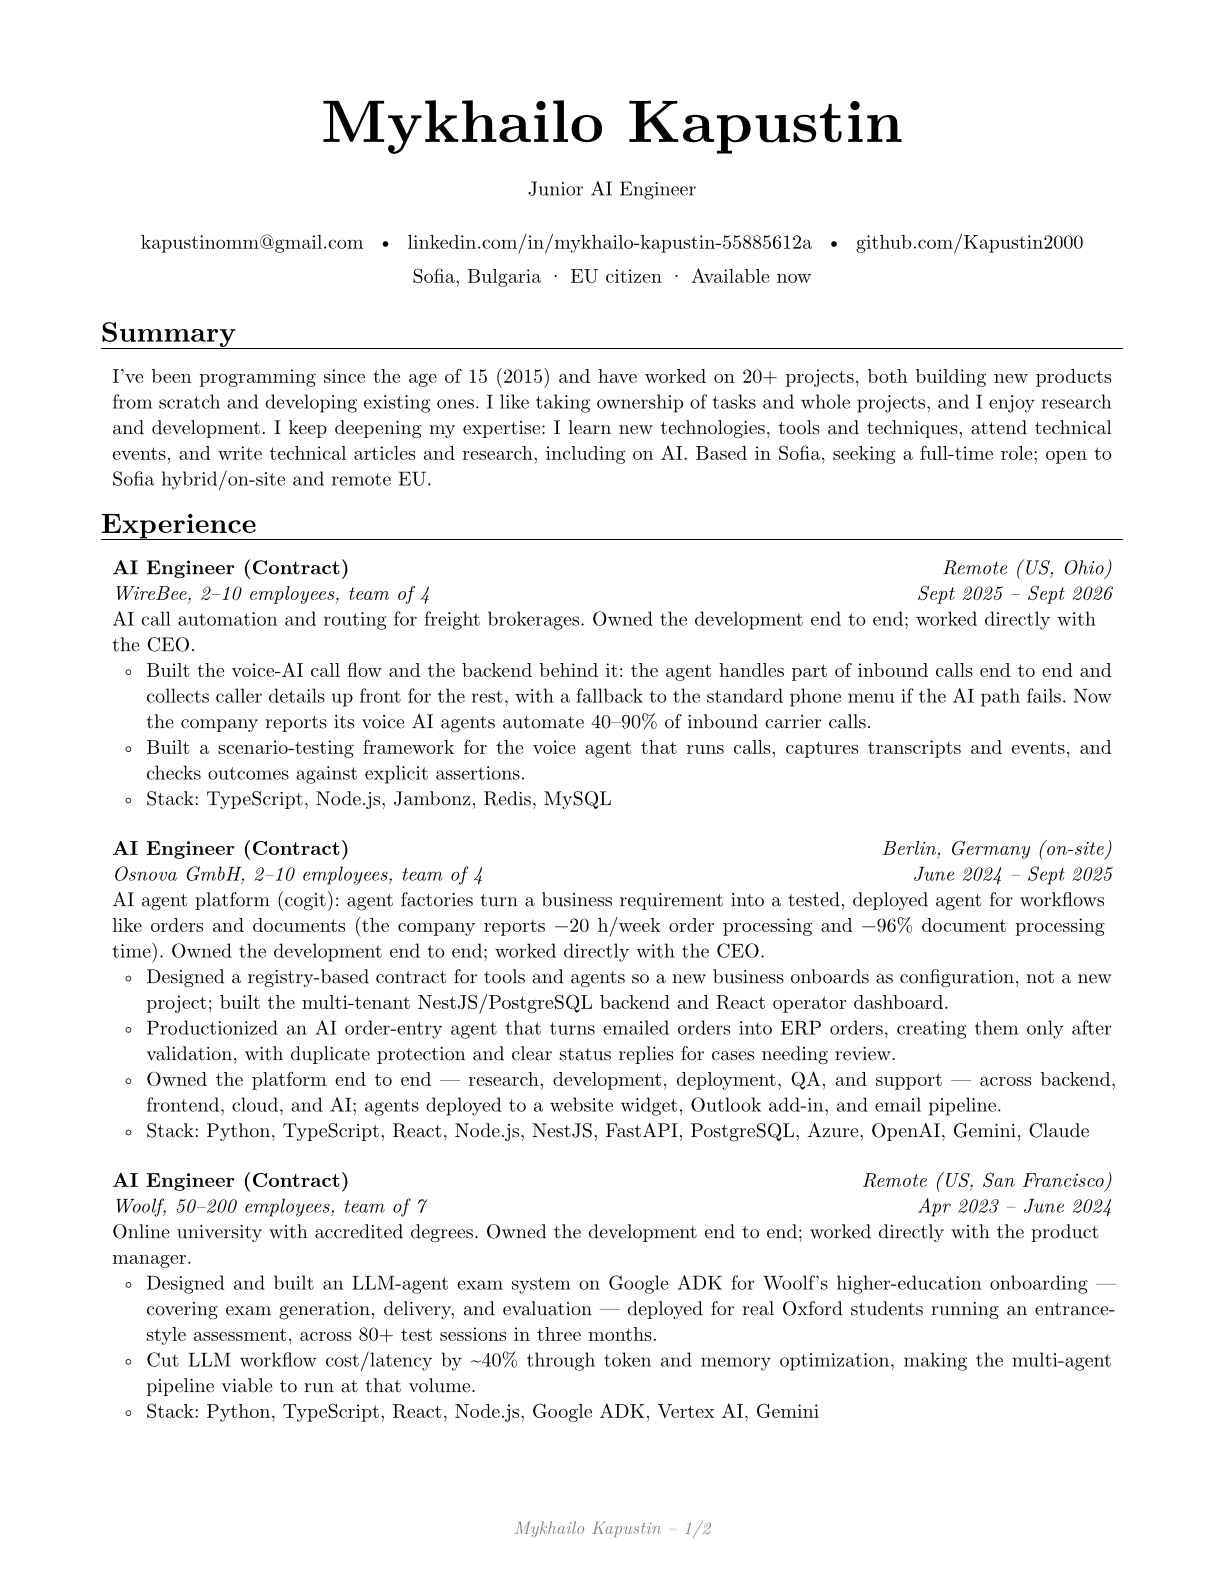 Mykhailo Kapustin
Junior AI Engineer
kapustinomm@gmail.com • linkedin.com/in/mykhailo-kapustin-55885612a • github.com/Kapustin2000
Sofia, Bulgaria · EU citizen · Available now
Summary
I've been programming since the age of 15 (2015) and have worked on 20+ projects, both building new products
from scratch and developing existing ones. I like taking ownership of tasks and whole projects, and I enjoy research
and development. I keep deepening my expertise: I learn new technologies, tools and techniques, attend technical
events, and write technical articles and research, including on AI. Based in Sofia, seeking a full-time role; open to
Sofia hybrid/on-site and remote EU.
Experience
AI Engineer (Contract) Remote (US, Ohio)
WireBee, 2–10 employees, team of 4 Sept 2025 – Sept 2026
AI call automation and routing for freight brokerages. Owned the development end to end; worked directly with
the CEO.
◦ Built the voice-AI call flow and the backend behind it: the agent handles part of inbound calls end to end and
collects caller details up front for the rest, with a fallback to the standard phone menu if the AI path fails. Now
the company reports its voice AI agents automate 40–90% of inbound carrier calls.
◦ Built a scenario-testing framework for the voice agent that runs calls, captures transcripts and events, and
checks outcomes against explicit assertions.
◦ Stack: TypeScript, Node.js, Jambonz, Redis, MySQL
AI Engineer (Contract) Berlin, Germany (on-site)
Osnova GmbH, 2–10 employees, team of 4 June 2024 – Sept 2025
AI agent platform (cogit): agent factories turn a business requirement into a tested, deployed agent for workflows
like orders and documents (the company reports −20 h/week order processing and −96% document processing
time). Owned the development end to end; worked directly with the CEO.
◦ Designed a registry-based contract for tools and agents so a new business onboards as configuration, not a new
project; built the multi-tenant NestJS/PostgreSQL backend and React operator dashboard.
◦ Productionized an AI order-entry agent that turns emailed orders into ERP orders, creating them only after
validation, with duplicate protection and clear status replies for cases needing review.
◦ Owned the platform end to end — research, development, deployment, QA, and support — across backend,
frontend, cloud, and AI; agents deployed to a website widget, Outlook add-in, and email pipeline.
◦ Stack: Python, TypeScript, React, Node.js, NestJS, FastAPI, PostgreSQL, Azure, OpenAI, Gemini, Claude
AI Engineer (Contract) Remote (US, San Francisco)
Woolf, 50–200 employees, team of 7 Apr 2023 – June 2024
Online university with accredited degrees. Owned the development end to end; worked directly with the product
manager.
◦ Designed and built an LLM-agent exam system on Google ADK for Woolf's higher-education onboarding —
covering exam generation, delivery, and evaluation — deployed for real Oxford students running an entrance-
style assessment, across 80+ test sessions in three months.
◦ Cut LLM workflow cost/latency by ~40% through token and memory optimization, making the multi-agent
pipeline viable to run at that volume.
◦ Stack: Python, TypeScript, React, Node.js, Google ADK, Vertex AI, Gemini
Mykhailo Kapustin – 1/2